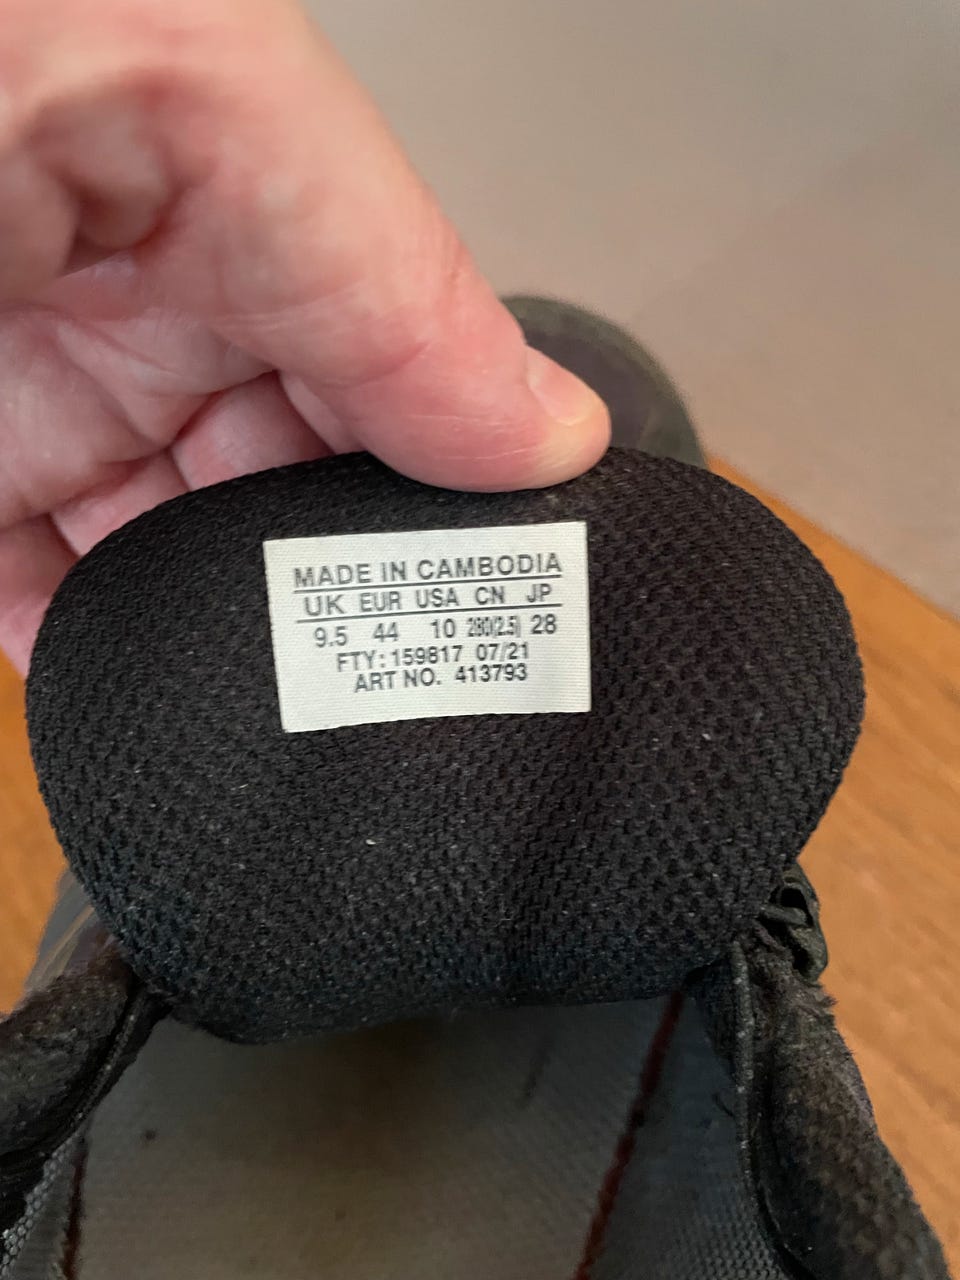 MADE IN CAMBODIA
UK EUR USA CN JP
9.5 44 10 280(2.5) 28
FTY: 159817 07/21
ART NO. 413793